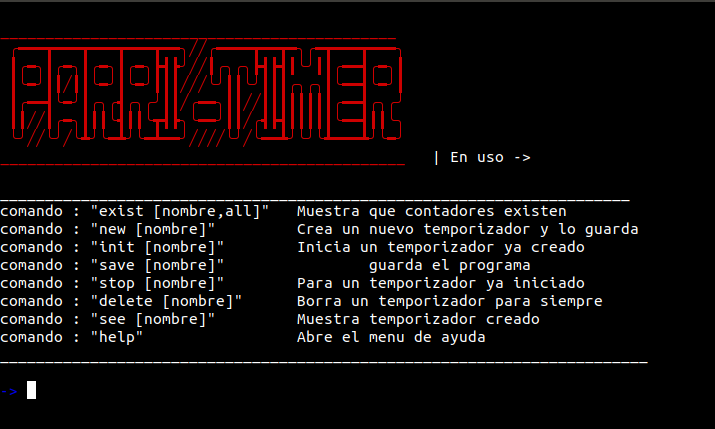 TIMER
| En uso ->
comando : "exist [nombre,all]" Muestra que contadores existen
comando : "new [nombre]" Crea un nuevo temporizador y lo guarda
comando : "init [nombre]" Inicia un temporizador ya creado
comando : "save [nombre]" guarda el programa
comando : "stop [nombre]" Para un temporizador ya iniciado
comando : "delete [nombre]" Borra un temporizador para siempre
comando : "see [nombre]" Muestra temporizador creado
comando : "help" Abre el menu de ayuda
->